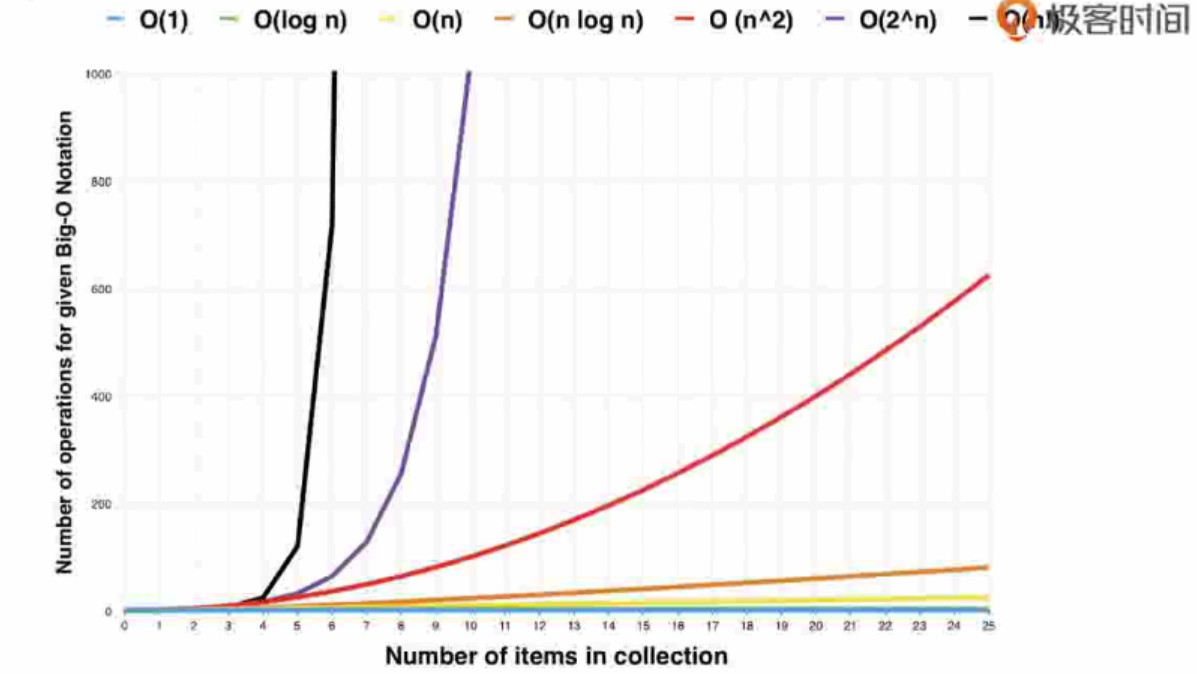 O(1) O(log n) O(n) O(n log n) O (n^2) O(2^n) 极客时间
Number of operations for given Big-O Notation
1000
800
600
400
200
0
0 1 2 3 4 5 6 7 8 9 10 11 12 13 14 15 16 17 18 19 20 21 22 23 24 25
Number of items in collection